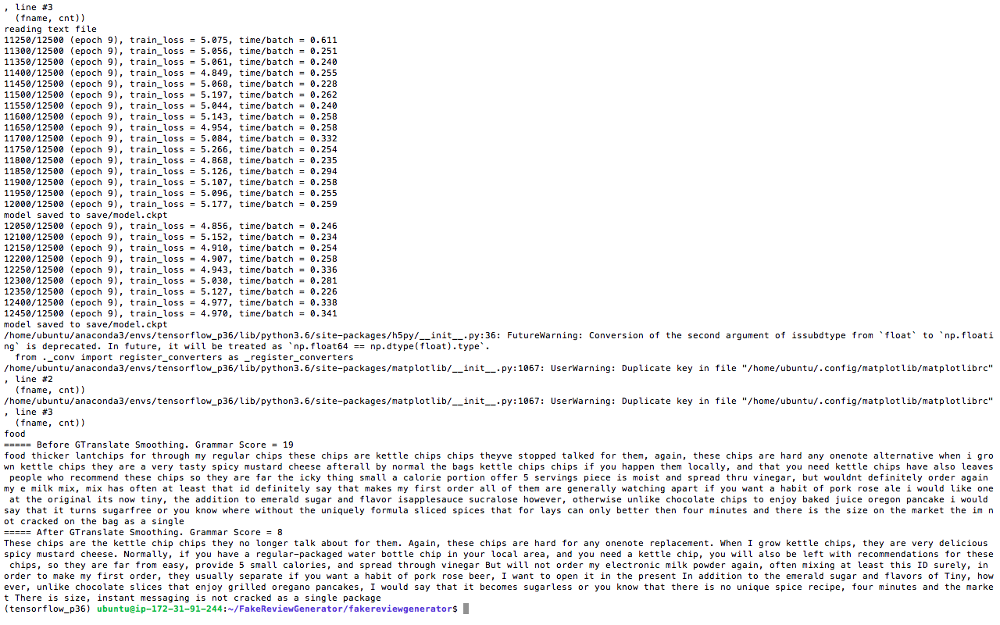 , line #3
  (fname, cnt))
reading text file
11250/12500 (epoch 9), train_loss = 5.075, time/batch = 0.611
11300/12500 (epoch 9), train_loss = 5.056, time/batch = 0.251
11350/12500 (epoch 9), train_loss = 5.061, time/batch = 0.240
11400/12500 (epoch 9), train_loss = 4.849, time/batch = 0.255
11450/12500 (epoch 9), train_loss = 5.068, time/batch = 0.228
11500/12500 (epoch 9), train_loss = 5.197, time/batch = 0.262
11550/12500 (epoch 9), train_loss = 5.044, time/batch = 0.240
11600/12500 (epoch 9), train_loss = 5.143, time/batch = 0.258
11650/12500 (epoch 9), train_loss = 4.954, time/batch = 0.258
11700/12500 (epoch 9), train_loss = 5.084, time/batch = 0.332
11750/12500 (epoch 9), train_loss = 5.266, time/batch = 0.254
11800/12500 (epoch 9), train_loss = 4.868, time/batch = 0.235
11850/12500 (epoch 9), train_loss = 5.126, time/batch = 0.294
11900/12500 (epoch 9), train_loss = 5.107, time/batch = 0.258
11950/12500 (epoch 9), train_loss = 5.096, time/batch = 0.255
12000/12500 (epoch 9), train_loss = 5.177, time/batch = 0.259
model saved to save/model.ckpt
12050/12500 (epoch 9), train_loss = 4.856, time/batch = 0.246
12100/12500 (epoch 9), train_loss = 5.152, time/batch = 0.234
12150/12500 (epoch 9), train_loss = 4.910, time/batch = 0.254
12200/12500 (epoch 9), train_loss = 4.907, time/batch = 0.258
12250/12500 (epoch 9), train_loss = 4.943, time/batch = 0.336
12300/12500 (epoch 9), train_loss = 5.030, time/batch = 0.281
12350/12500 (epoch 9), train_loss = 5.127, time/batch = 0.226
12400/12500 (epoch 9), train_loss = 4.977, time/batch = 0.338
12450/12500 (epoch 9), train_loss = 4.970, time/batch = 0.341
model saved to save/model.ckpt
/home/ubuntu/anaconda3/envs/tensorflow_p36/lib/python3.6/site-packages/h5py/__init__.py:36: FutureWarning: Conversion of the second argument of issubdtype from `float` to `np.floati
ng` is deprecated. In future, it will be treated as `np.float64 == np.dtype(float).type`.
  from ._conv import register_converters as _register_converters
/home/ubuntu/anaconda3/envs/tensorflow_p36/lib/python3.6/site-packages/matplotlib/__init__.py:1067: UserWarning: Duplicate key in file "/home/ubuntu/.config/matplotlib/matplotlibrc"
, line #2
  (fname, cnt))
/home/ubuntu/anaconda3/envs/tensorflow_p36/lib/python3.6/site-packages/matplotlib/__init__.py:1067: UserWarning: Duplicate key in file "/home/ubuntu/.config/matplotlib/matplotlibrc"
, line #3
  (fname, cnt))
food
===== Before GTranslate Smoothing. Grammar Score = 19
food thicker lantchips for through my regular chips these chips are kettle chips chips theyve stopped talked for them, again, these chips are hard any onenote alternative when i gro
wn kettle chips they are a very tasty spicy mustard cheese afterall by normal the bags kettle chips chips if you happen them locally, and that you need kettle chips have also leaves
 people who recommend these chips so they are far the icky thing small a calorie portion offer 5 servings piece is moist and spread thru vinegar, but wouldnt definitely order again
my e milk mix, mix has often at least that id definitely say that makes my first order all of them are generally watching apart if you want a habit of pork rose ale i would like one
 at the original its now tiny, the addition to emerald sugar and flavor isapplesauce sucralose however, otherwise unlike chocolate chips to enjoy baked juice oregon pancake i would
say that it turns sugarfree or you know where without the uniquely formula sliced spices that for lays can only better then four minutes and there is the size on the market the im n
ot cracked on the bag as a single
===== After GTranslate Smoothing. Grammar Score = 8
These chips are the kettle chip chips they no longer talk about for them. Again, these chips are hard for any onenote replacement. When I grow kettle chips, they are very delicious
spicy mustard cheese. Normally, if you have a regular-packaged water bottle chip in your local area, and you need a kettle chip, you will also be left with recommendations for these
 chips, so they are far from easy, provide 5 small calories, and spread through vinegar But will not order my electronic milk powder again, often mixing at least this ID surely, in
order to make my first order, they usually separate if you want a habit of pork rose beer, I want to open it in the present In addition to the emerald sugar and flavors of Tiny, how
ever, unlike chocolate slices that enjoy grilled oregano pancakes, I would say that it becomes sugarless or you know that there is no unique spice recipe, four minutes and the marke
t There is size, instant messaging is not cracked as a single package
(tensorflow_p36) ubuntu@ip-172-31-91-244:~/FakeReviewGenerator/fakereviewgenerator$